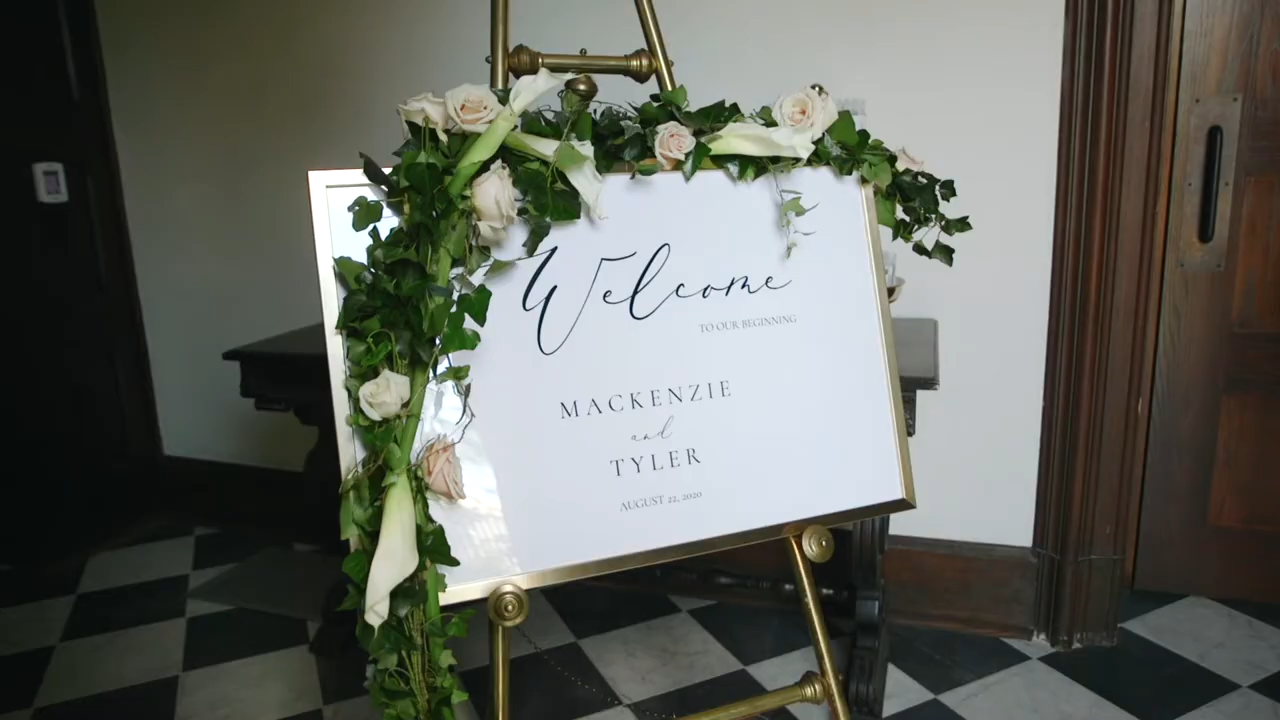 Welcome
TO OUR BEGINNING
MACKENZIE
and
TYLER
AUGUST 22, 2020